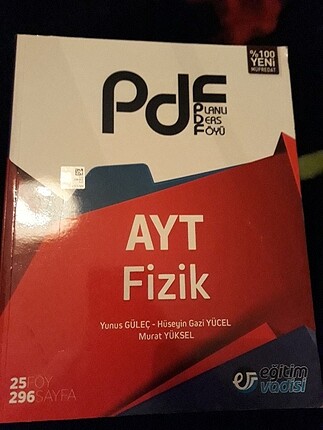 %100
YENİ
MÜFREDAT
Pdf
PLANLI
DERS
FÖYÜ
AYT
Fizik
Yunus GÜLEÇ - Hüseyin Gazi YÜCEL
Murat YÜKSEL
25 FÖY
296 SAYFA
eğitim
vadisi